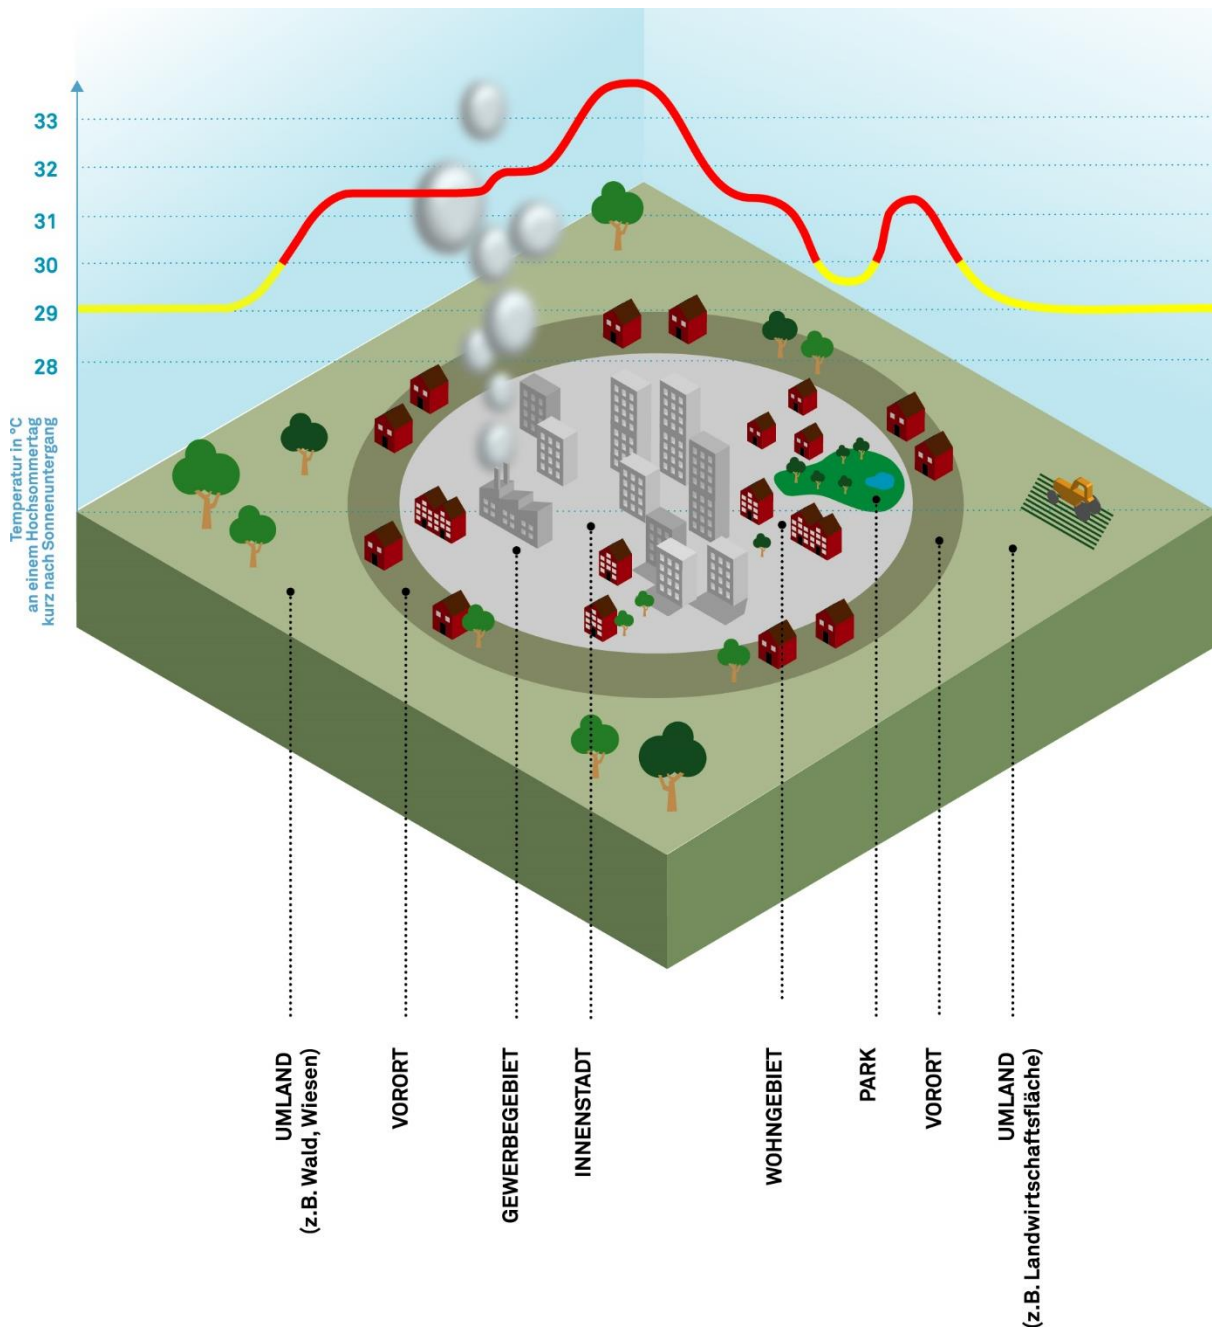 33
32
31
30
29
28
Temperatur in °C
an einem Hochsommertag
kurz nach Sonnenuntergang
UMLAND
(z.B. Wald, Wiesen)
VORORT
GEWERBEGEBIET
INNENSTADT
WOHNGEBIET
PARK
VORORT
UMLAND
(z.B. Landwirtschaftsfläche)